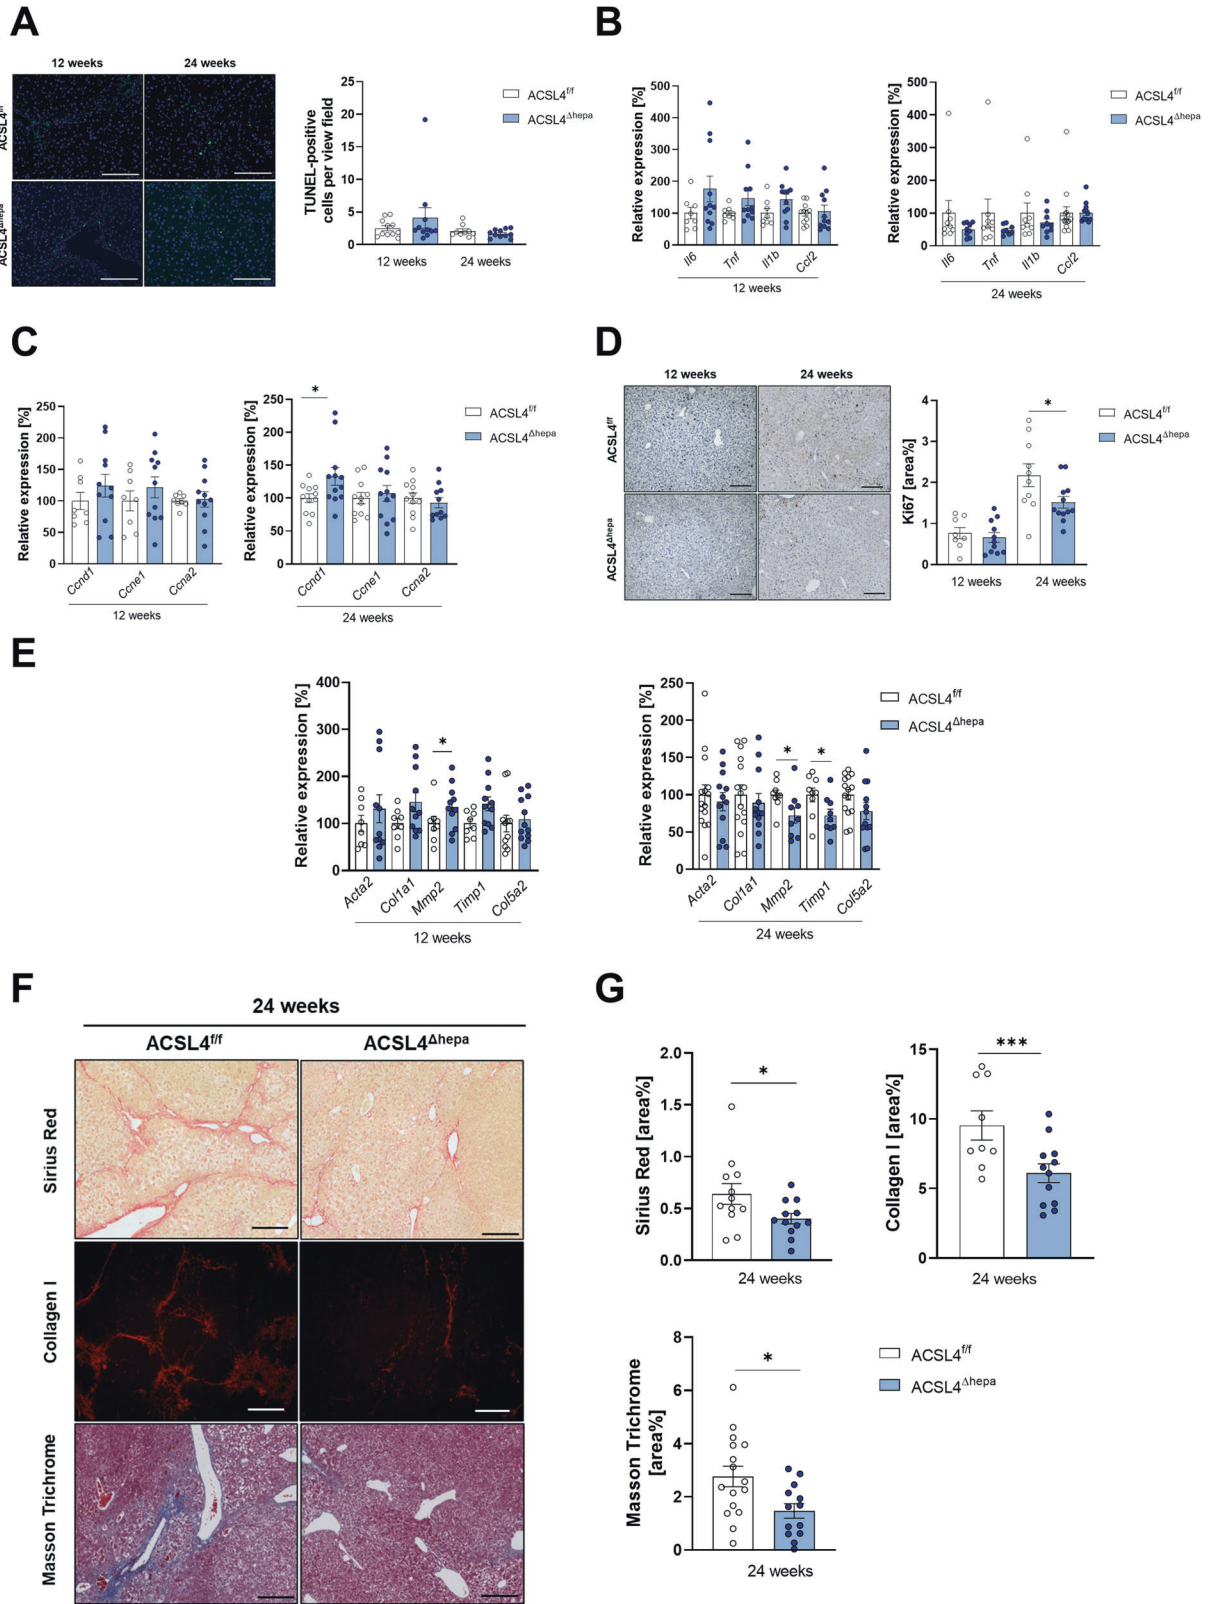 A
12 weeks
24 weeks
ACSL4f/f
ACSL4Δhepa
TUNEL-positive
cells per view field
25
20
15
10
5
0
12 weeks
24 weeks
ACSL4f/f
ACSL4Δhepa
B
Relative expression [%]
500
400
300
200
100
0
Il6
Tnf
Il1b
Ccl2
12 weeks
Relative expression [%]
500
400
300
200
100
0
Il6
Tnf
Il1b
Ccl2
24 weeks
ACSL4f/f
ACSL4Δhepa
C
Relative expression [%]
250
200
150
100
50
0
Ccnd1
Ccne1
Ccna2
12 weeks
Relative expression [%]
250
200
150
100
50
0
*
Ccnd1
Ccne1
Ccna2
24 weeks
ACSL4f/f
ACSL4Δhepa
D
12 weeks
24 weeks
ACSL4f/f
ACSL4Δhepa
Ki67 [area%]
4
3
2
1
0
*
12 weeks
24 weeks
ACSL4f/f
ACSL4Δhepa
E
Relative expression [%]
400
300
200
100
0
*
Acta2
Col1a1
Mmp2
Timp1
Col5a2
12 weeks
Relative expression [%]
250
200
150
100
50
0
*
*
Acta2
Col1a1
Mmp2
Timp1
Col5a2
24 weeks
ACSL4f/f
ACSL4Δhepa
F
24 weeks
ACSL4f/f
ACSL4Δhepa
Sirius Red
Collagen I
Masson Trichrome
G
Sirius Red [area%]
2.0
1.5
1.0
0.5
0.0
*
24 weeks
Collagen I [area%]
15
10
5
0
***
24 weeks
Masson Trichrome
[area%]
8
6
4
2
0
*
24 weeks
ACSL4f/f
ACSL4Δhepa